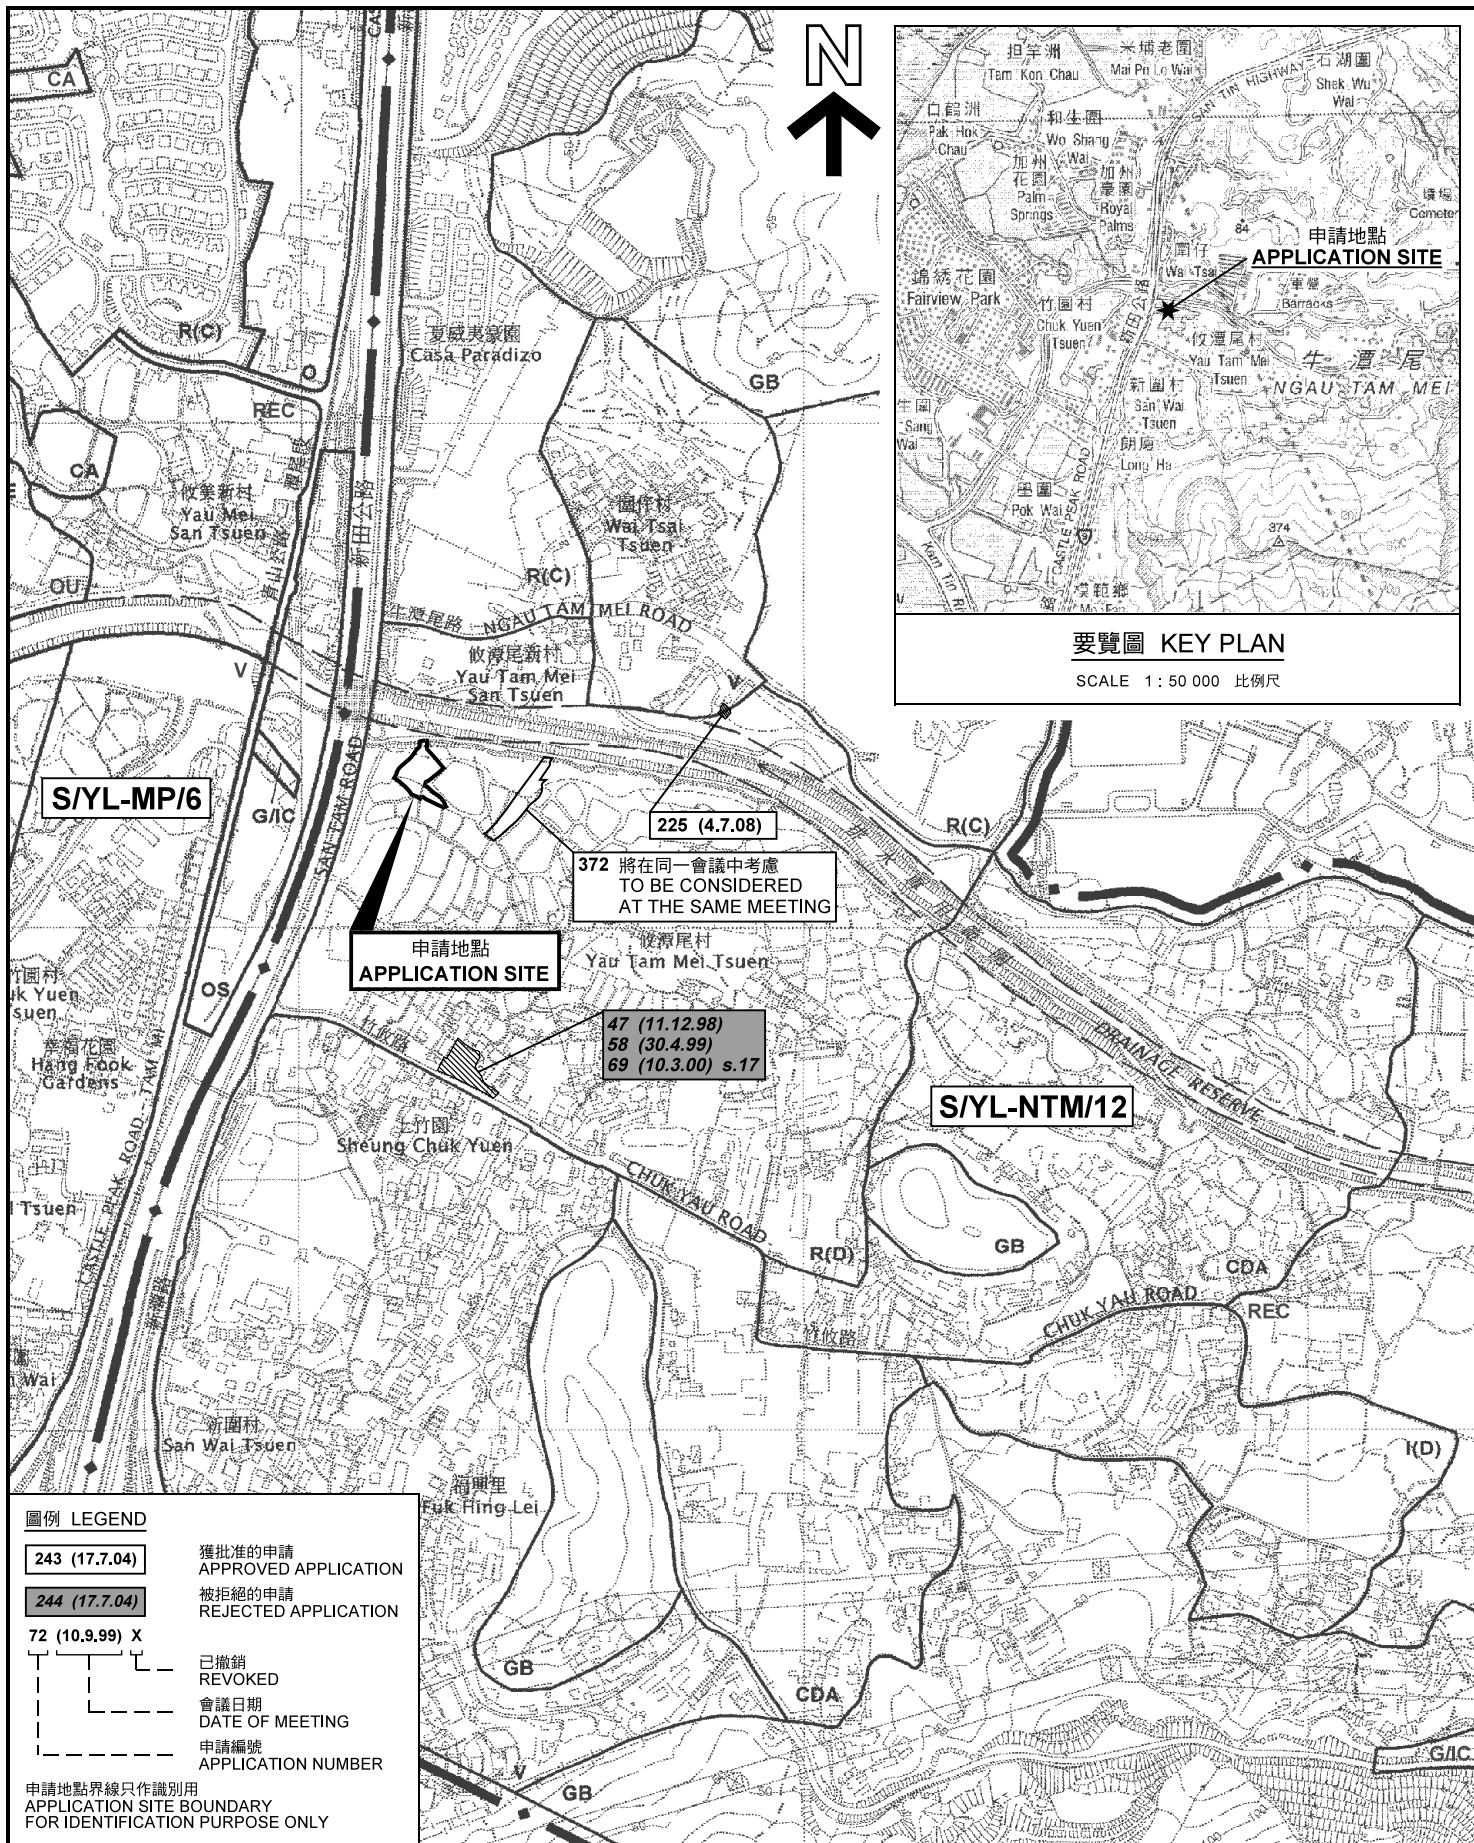 CA
R(C)
O
REC
CA
攸美新村
Yau Mei
San Tsuen
OU
V
夏威夷豪園
Casa Paradizo
GB
圍仔村
Wai Tsai
Tsuen
R(C)
NGAU TAM MEI ROAD
攸潭尾新村
Yau Tam Mei
San Tsuen
V
新田公路
青山公路
N
担竿洲
Tam Kon Chau
米埔老圍
Mai Po Lo Wai
SAN TIN HIGHWAY
石湖圍
Shek Wu
Wai
白鶴洲
Pak Hok
Chau
和生圍
Wo Shang
Wai
加州
花園
Palm
Springs
加州
豪園
Royal
Palms
84
申請地點
APPLICATION SITE
圍仔
Wai Tsai
錦綉花園
Fairview Park
竹園村
Chuk Yuen
Tsuen
軍營
Barracks
攸潭尾村
Yau Tam Mei
Tsuen
牛潭尾
NGAU TAM MEI
新圍村
San Wai
Tsuen
朗廈
Long Ha
Sang
Wai
壆圍
Pok Wai
CASTLE PEAK ROAD
374
要覽圖 KEY PLAN
SCALE 1 : 50 000 比例尺
S/YL-MP/6
G/IC
SAN TAM ROAD
225 (4.7.08)
372 將在同一會議中考慮
TO BE CONSIDERED
AT THE SAME MEETING
R(C)
申請地點
APPLICATION SITE
攸潭尾村
Yau Tam Mei Tsuen
OS
幸福花園
Hang Fook
Gardens
竹攸路
47 (11.12.98)
58 (30.4.99)
69 (10.3.00) s.17
DRAINAGE RESERVE
S/YL-NTM/12
上竹園
Sheung Chuk Yuen
CHUK YAU ROAD
CASTLE PEAK ROAD - TAM MI
R(D)
GB
CDA
REC
CHUK YAU ROAD
竹攸路
新圍村
San Wai Tsuen
福興里
Fuk Hing Lei
I(D)
GB
CDA
G/IC
V
GB
圖例 LEGEND
243 (17.7.04)
獲批准的申請
APPROVED APPLICATION
244 (17.7.04)
被拒絕的申請
REJECTED APPLICATION
72 (10.9.99) X
已撤銷
REVOKED
會議日期
DATE OF MEETING
申請編號
APPLICATION NUMBER
申請地點界線只作識別用
APPLICATION SITE BOUNDARY
FOR IDENTIFICATION PURPOSE ONLY